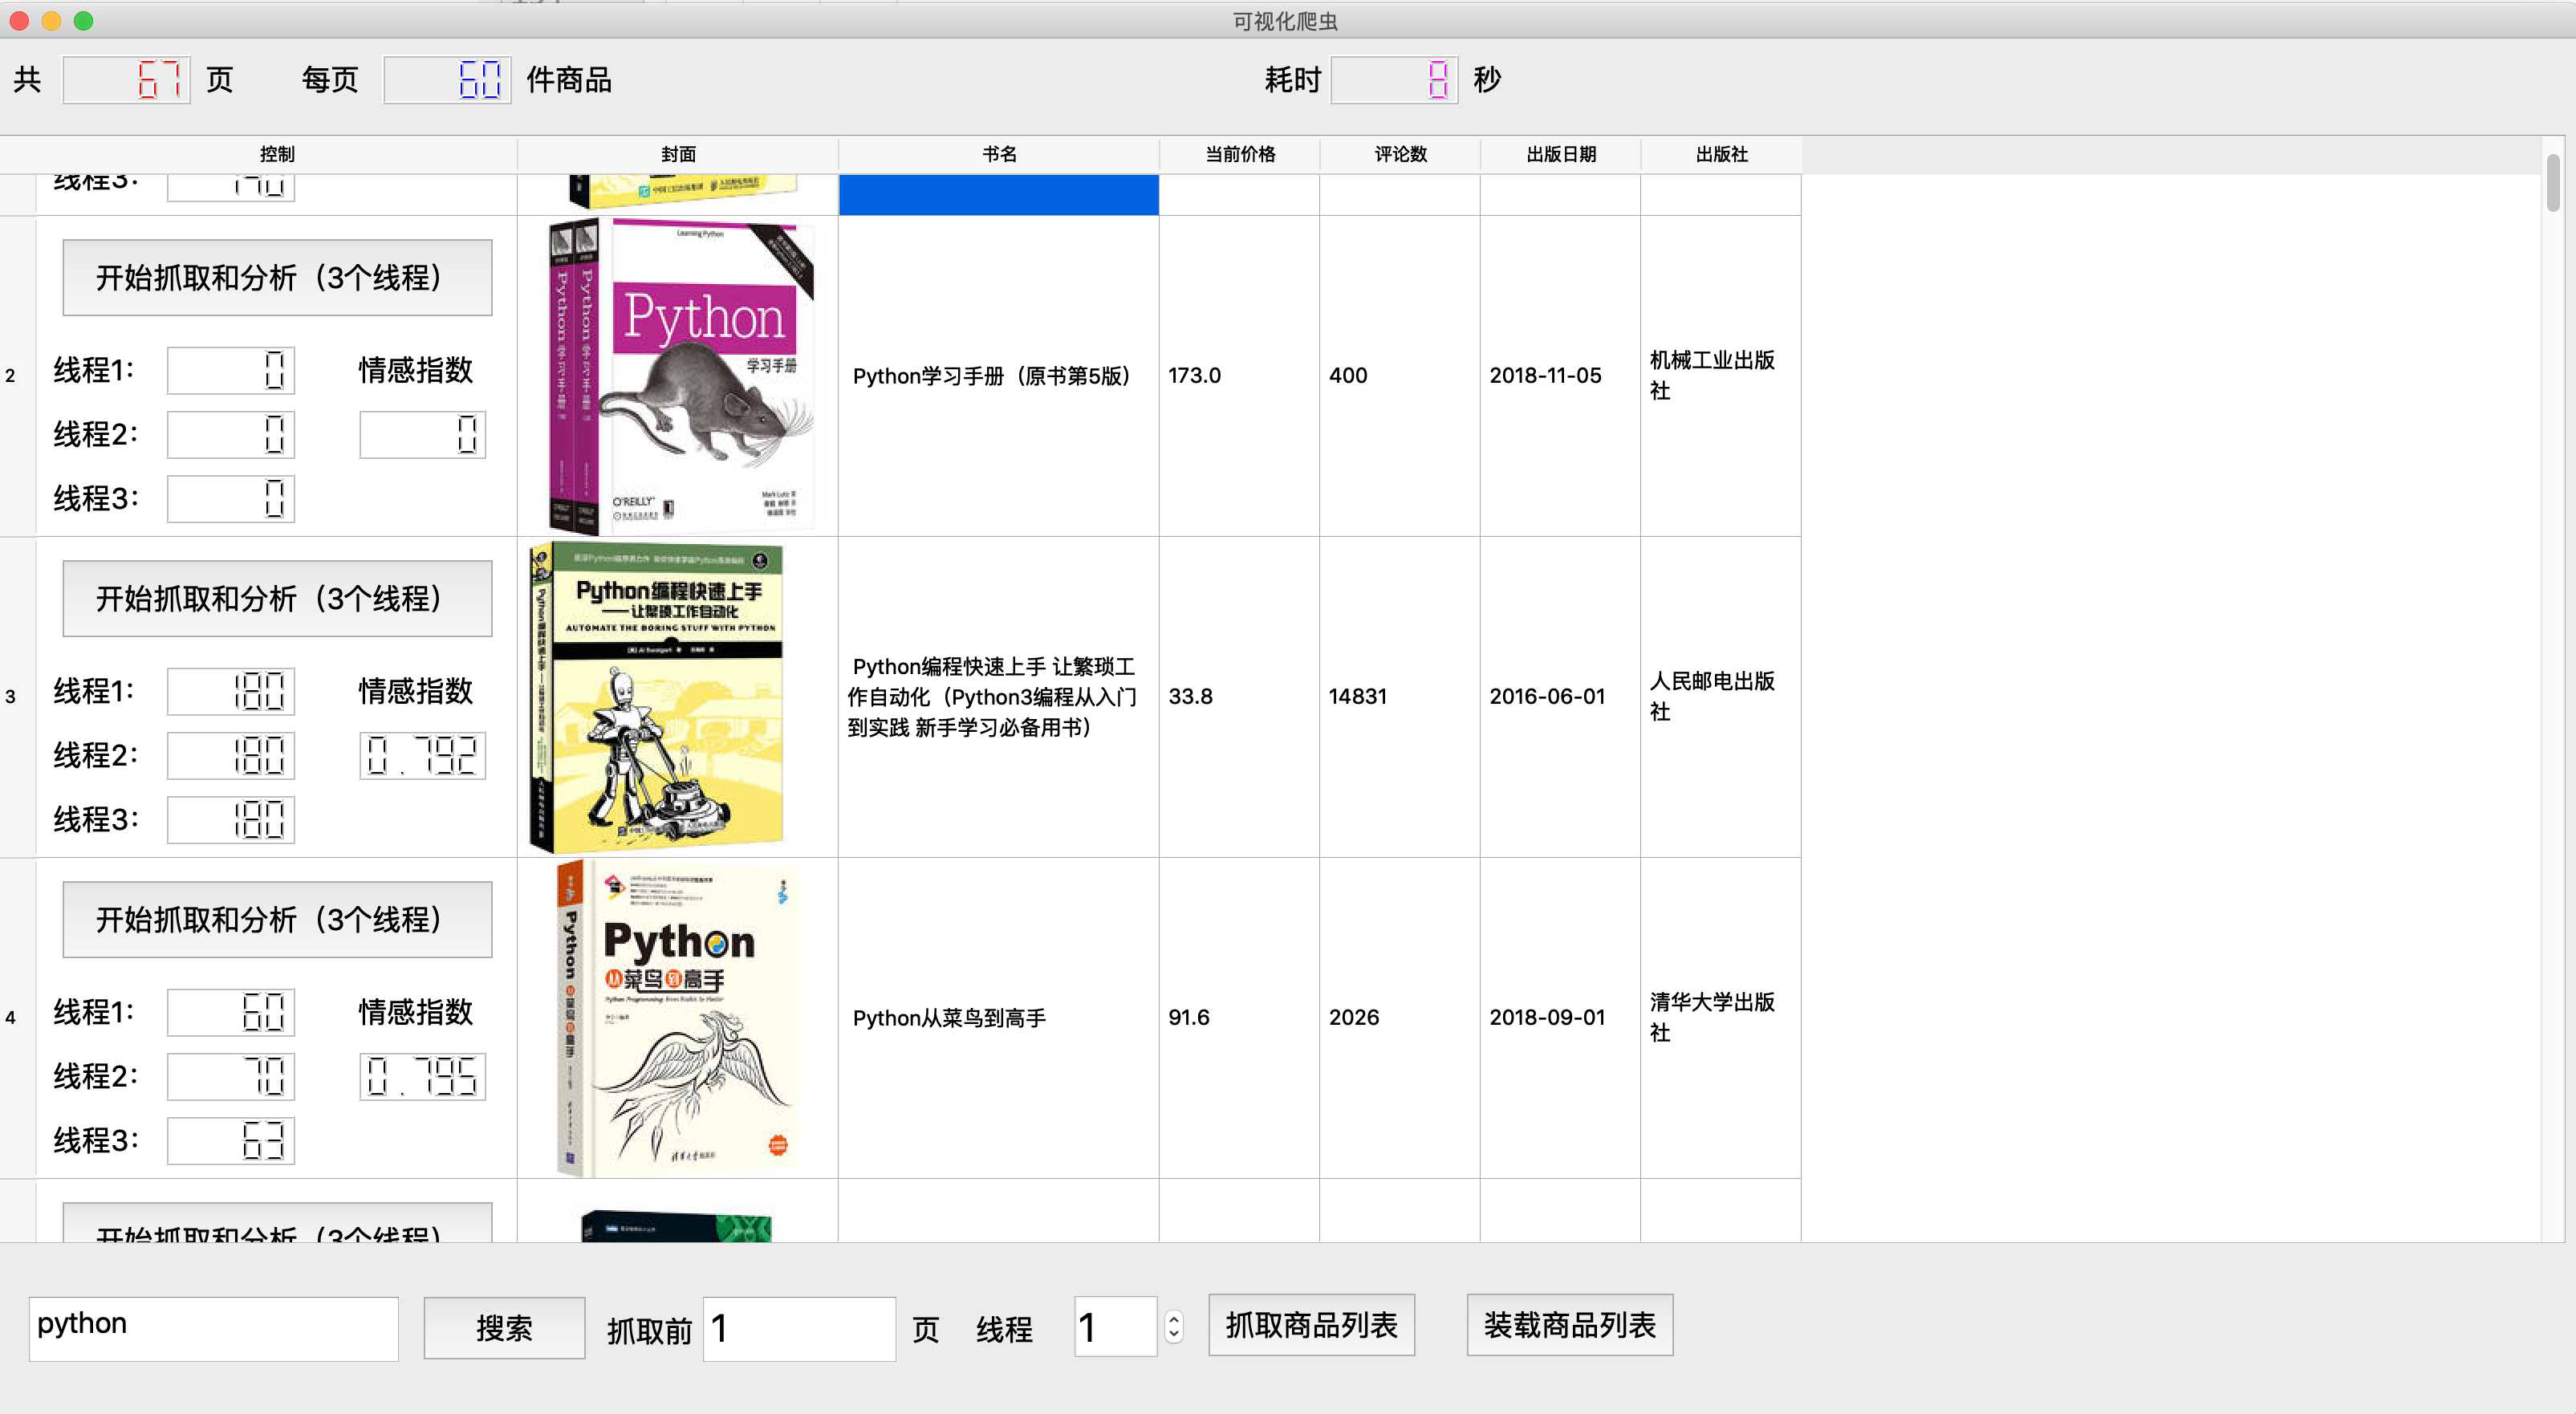 可视化爬虫
共 67 页 每页 60 件商品 耗时 8 秒
控制 封面 书名 当前价格 评论数 出版日期 出版社
线程3: 140
2
开始抓取和分析（3个线程）
线程1: 0 情感指数
线程2: 0 0
线程3: 0
Learning Python
Python
学习手册
O'REILLY
Mark Lutz 著
Python学习手册（原书第5版）
173.0
400
2018-11-05
机械工业出版
社
3
开始抓取和分析（3个线程）
线程1: 180 情感指数
线程2: 180 0.792
线程3: 180
Python编程快速上手
——让繁琐工作自动化
AUTOMATE THE BORING STUFF WITH PYTHON
Python编程快速上手 让繁琐工
作自动化（Python3编程从入门
到实践 新手学习必备用书）
33.8
14831
2016-06-01
人民邮电出版
社
4
开始抓取和分析（3个线程）
线程1: 60 情感指数
线程2: 70 0.795
线程3: 63
Python
从菜鸟到高手
Python从菜鸟到高手
91.6
2026
2018-09-01
清华大学出版
社
开始抓取和分析（3个线程）
python 搜索 抓取前 1 页 线程 1 抓取商品列表 装载商品列表